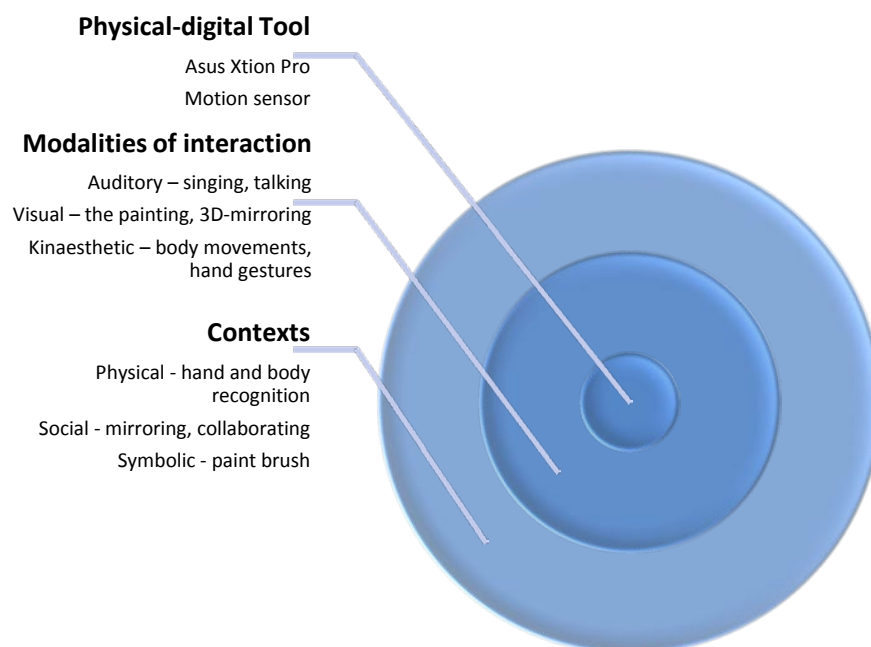 Physical-digital Tool
Asus Xtion Pro
Motion sensor
Modalities of interaction
Auditory – singing, talking
Visual – the painting, 3D-mirroring
Kinaesthetic – body movements,
hand gestures
Contexts
Physical - hand and body
recognition
Social - mirroring, collaborating
Symbolic - paint brush